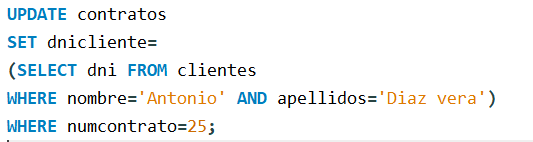 UPDATE contratos
SET dnicliente=
(SELECT dni FROM clientes
WHERE nombre='Antonio' AND apellidos='Diaz vera')
WHERE numcontrato=25;